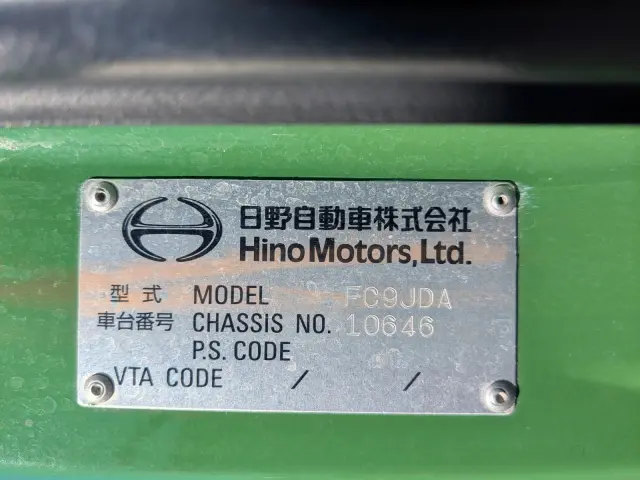 日野自動車株式会社
Hino Motors, Ltd.
型式 MODEL FC9JDA
車台番号 CHASSIS NO. 10646
P.S. CODE
VTA CODE / /